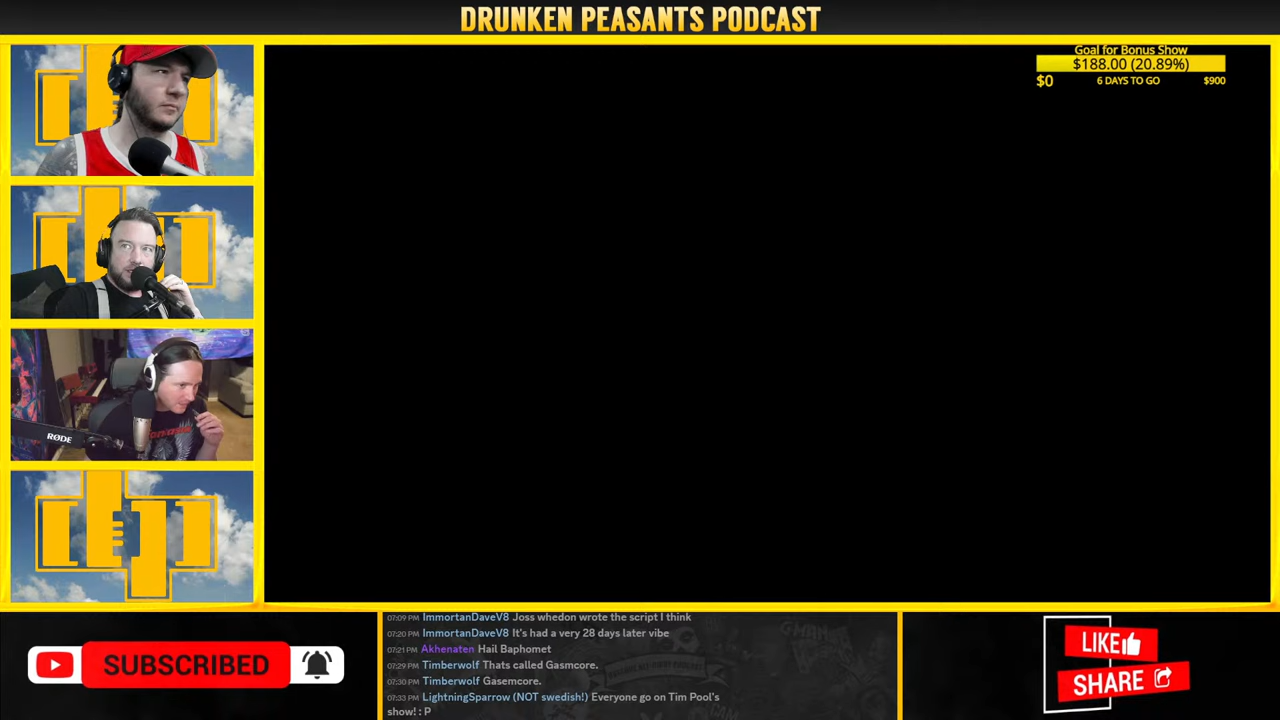 DRUNKEN PEASANTS PODCAST
Goal for Bonus Show
$188.00 (20.89%)
$0 6 DAYS TO GO $900
RØDE
07:09 PM ImmortanDaveV8 Joss whedon wrote the script I think
07:20 PM ImmortanDaveV8 It's had a very 28 days later vibe
07:21 PM Akhenaten Hail Baphomet
07:29 PM Timberwolf Thats called Gasmcore.
07:30 PM Timberwolf Gasemcore.
07:33 PM LightningSparrow (NOT swedish!) Everyone go on Tim Pool's
show! : P
SUBSCRIBED
LIKE
SHARE